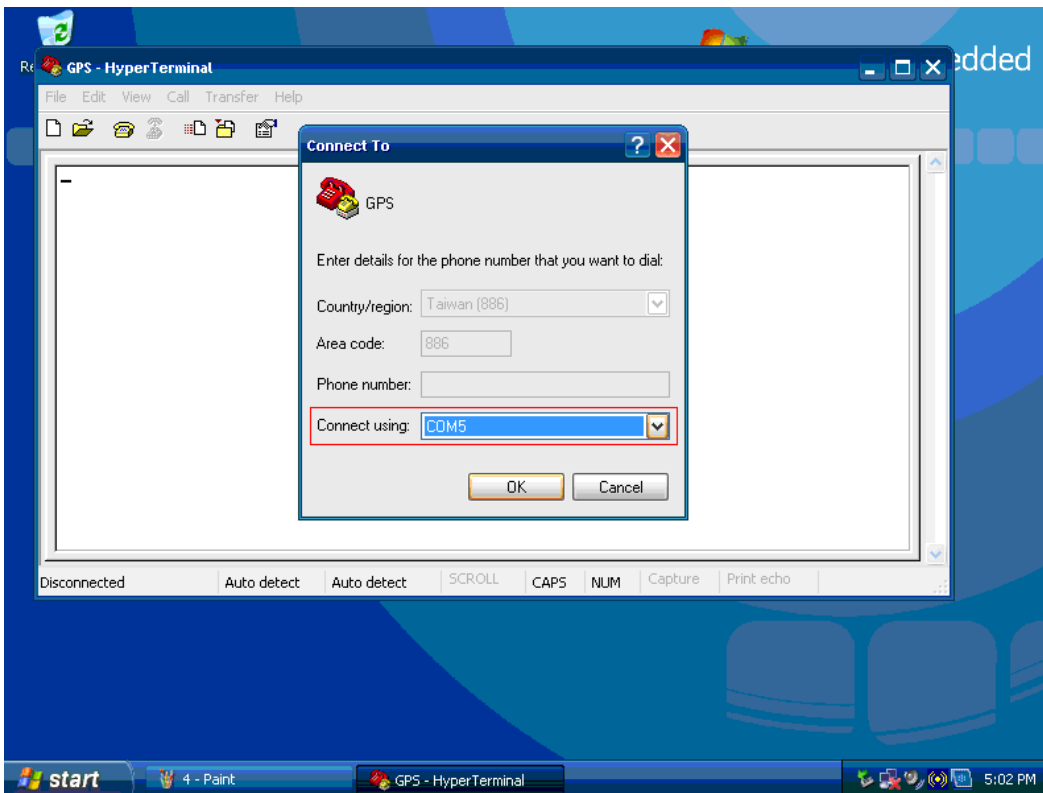 Re
edded
GPS - HyperTerminal
File Edit View Call Transfer Help
Connect To
GPS
Enter details for the phone number that you want to dial:
Country/region: Taiwan (886)
Area code: 886
Phone number:
Connect using: COM5
OK Cancel
Disconnected Auto detect Auto detect SCROLL CAPS NUM Capture Print echo
start 4 - Paint GPS - HyperTerminal 5:02 PM